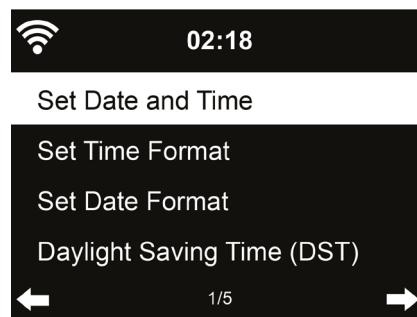 02:18
Set Date and Time
Set Time Format
Set Date Format
Daylight Saving Time (DST)
1/5